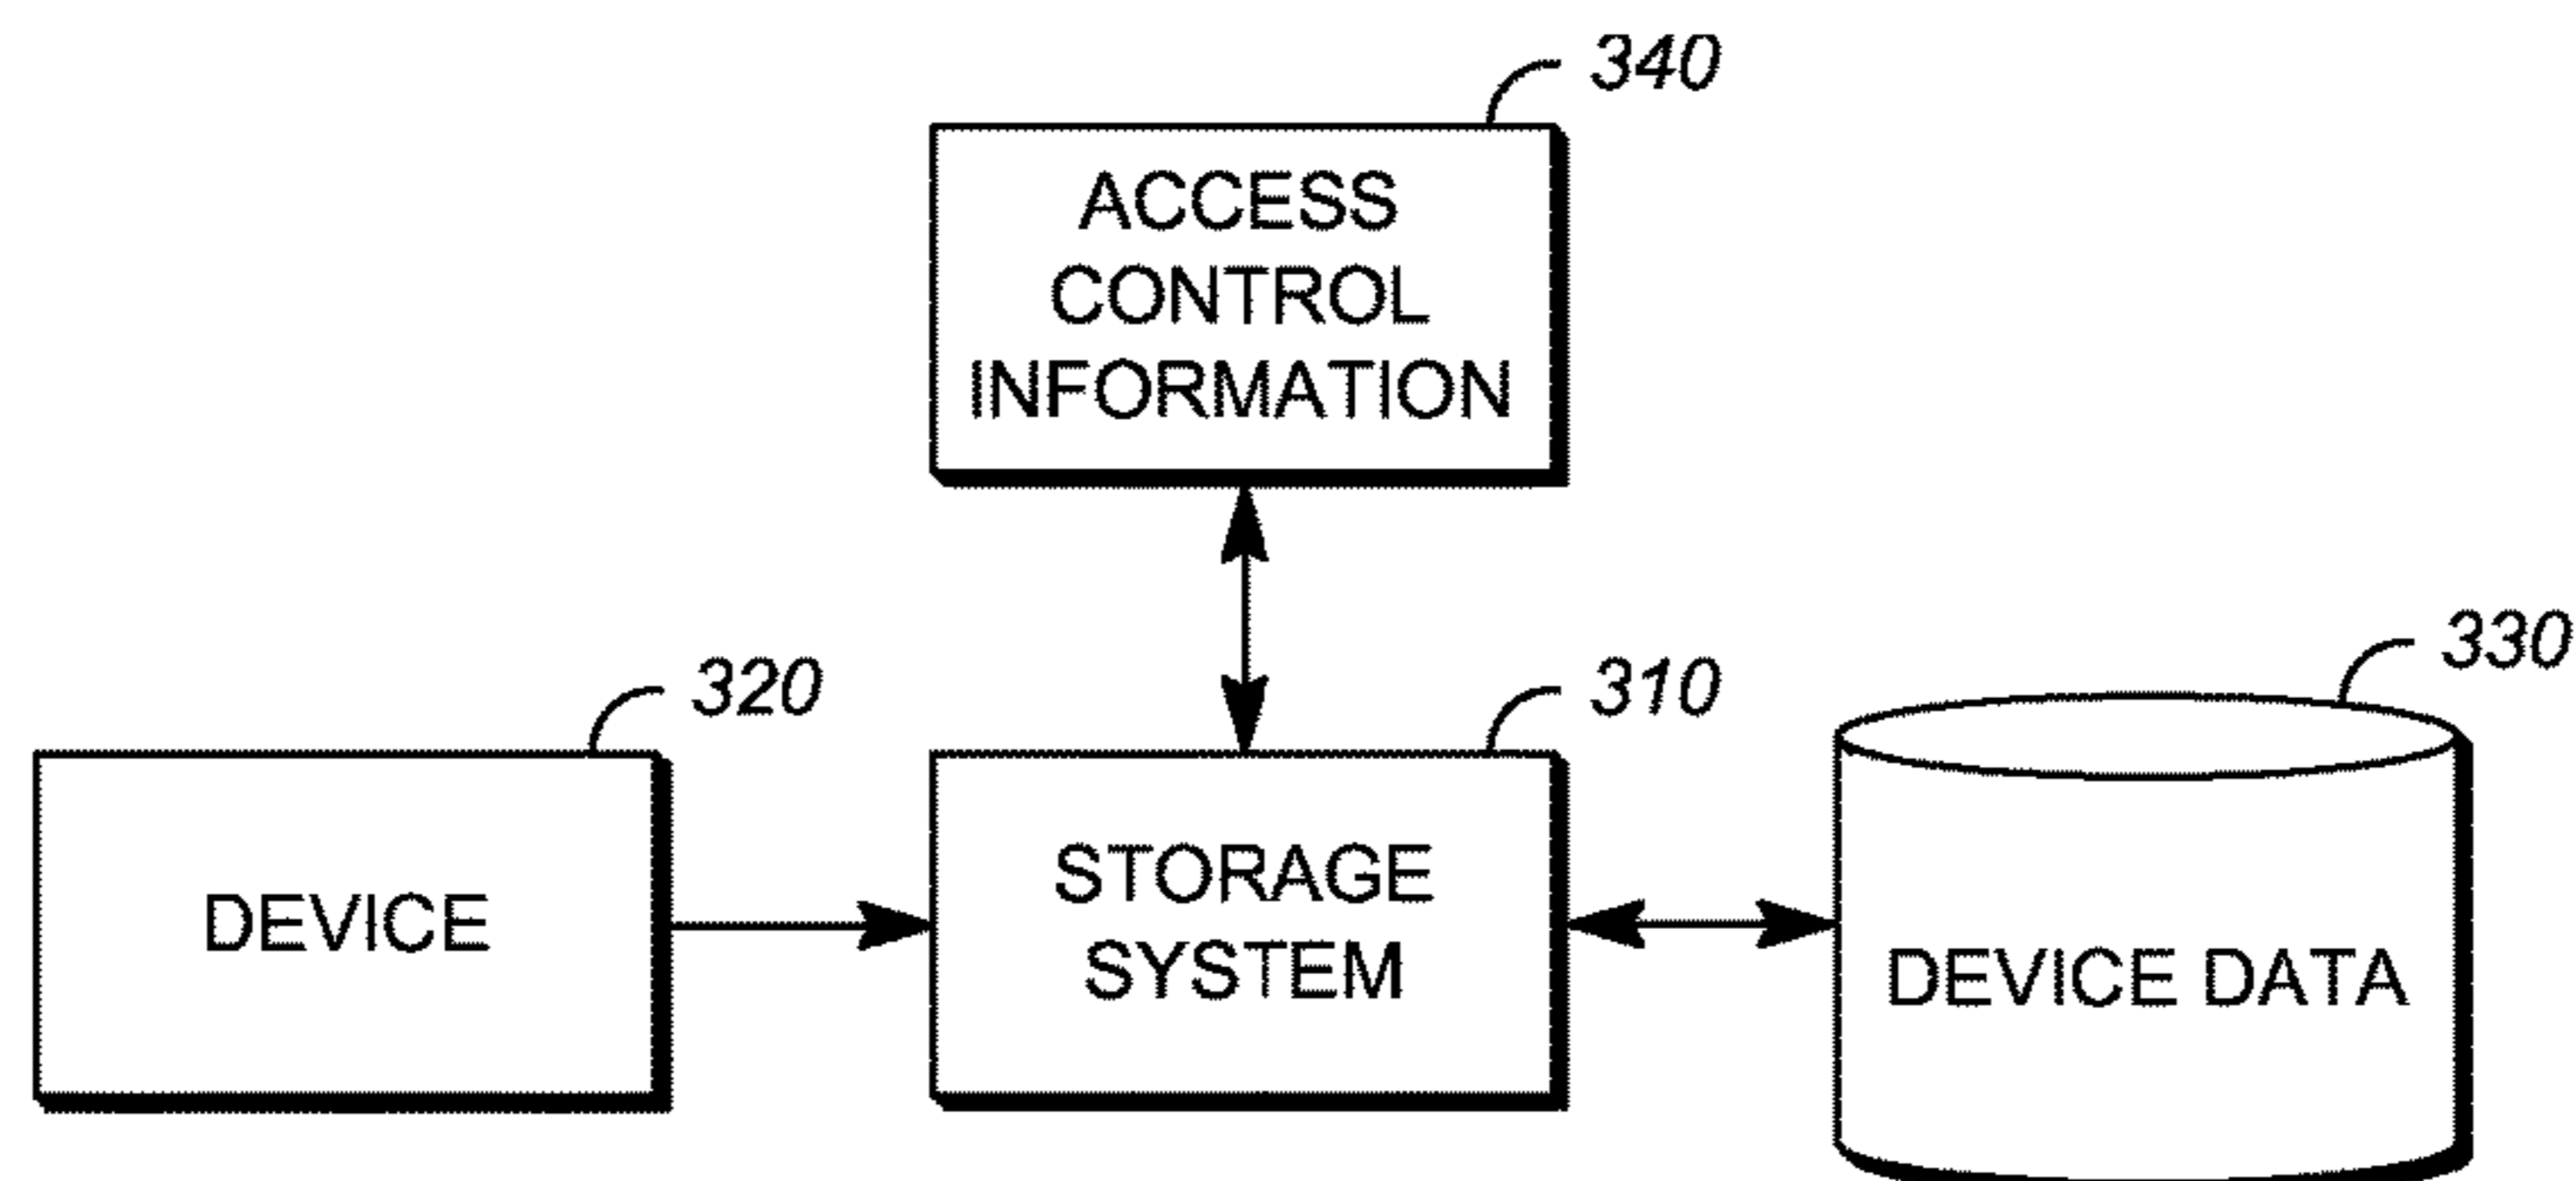 340
ACCESS
CONTROL
INFORMATION
320
310
330
DEVICE
STORAGE
SYSTEM
DEVICE DATA